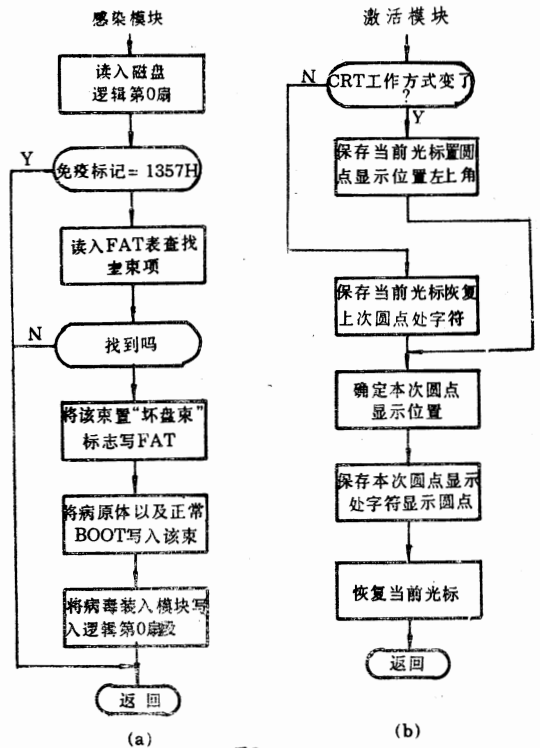 感染模块
读入磁盘
逻辑第0扇
Y
免疫标记=1357H
读入FAT表查找
束项
N
找到吗
将该束置“坏盘束”
标志写FAT
将病原体以及正常
BOOT写入该束
将病毒装入模块写
入逻辑第0扇段
返回
(a)
激活模块
N
CRT工作方式变了
?
Y
保存当前光标置圆
点显示位置左上角
保存当前光标恢复
上次圆点处字符
确定本次圆点
显示位置
保存本次圆点显示
处字符显示圆点
恢复当前光标
返回
(b)